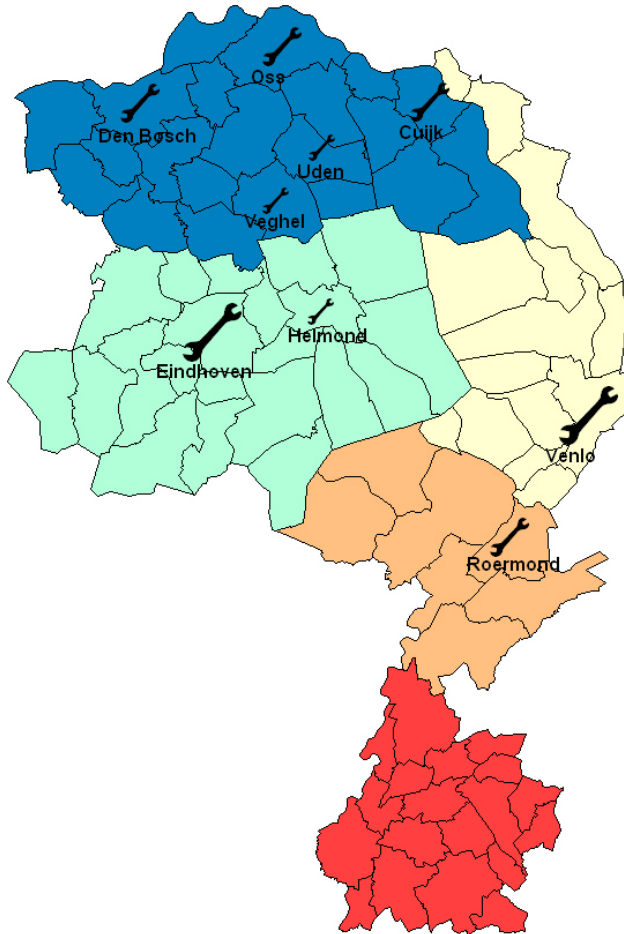 Oss
Den Bosch
Cuijk
Uden
Veghel
Helmond
Eindhoven
Venlo
Roermond